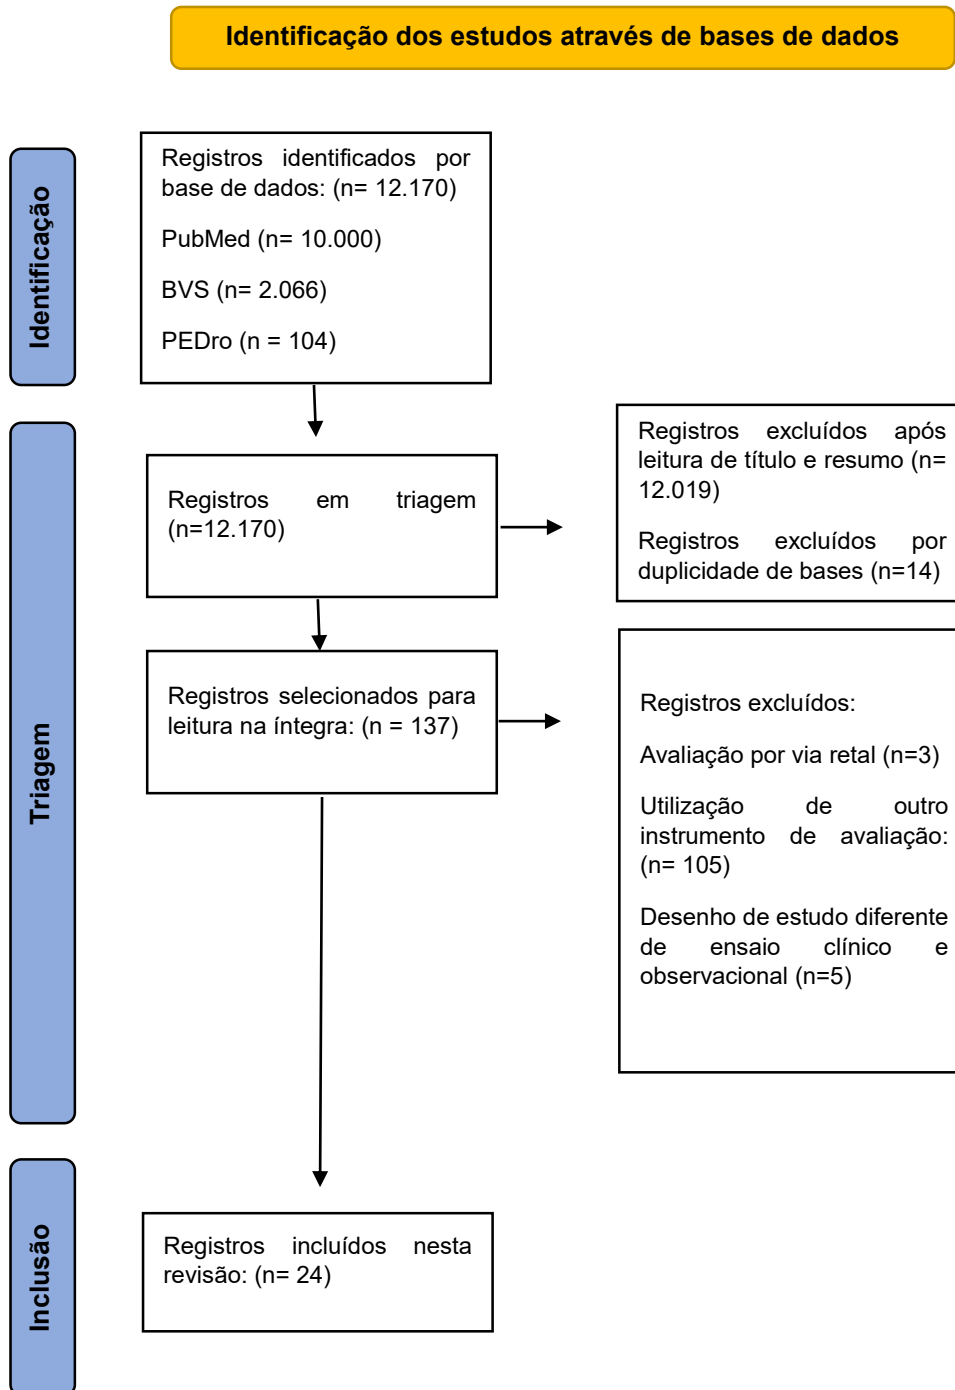 Identificação dos estudos através de bases de dados
Identificação
Registros identificados por
base de dados: (n= 12.170)
PubMed (n= 10.000)
BVS (n= 2.066)
PEDro (n = 104)
Triagem
Registros em triagem
(n=12.170)
Registros excluídos após
leitura de título e resumo (n=
12.019)
Registros excluídos por
duplicidade de bases (n=14)
Registros selecionados para
leitura na íntegra: (n = 137)
Registros excluídos:
Avaliação por via retal (n=3)
Utilização de outro
instrumento de avaliação:
(n= 105)
Desenho de estudo diferente
de ensaio clínico e
observacional (n=5)
Inclusão
Registros incluídos nesta
revisão: (n= 24)